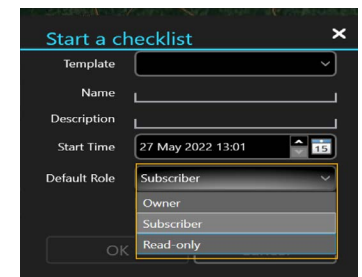 Start a checklist
Template
Name
Description
Start Time 27 May 2022 13:01 15
Default Role Subscriber
Owner
Subscriber
Read-only
OK